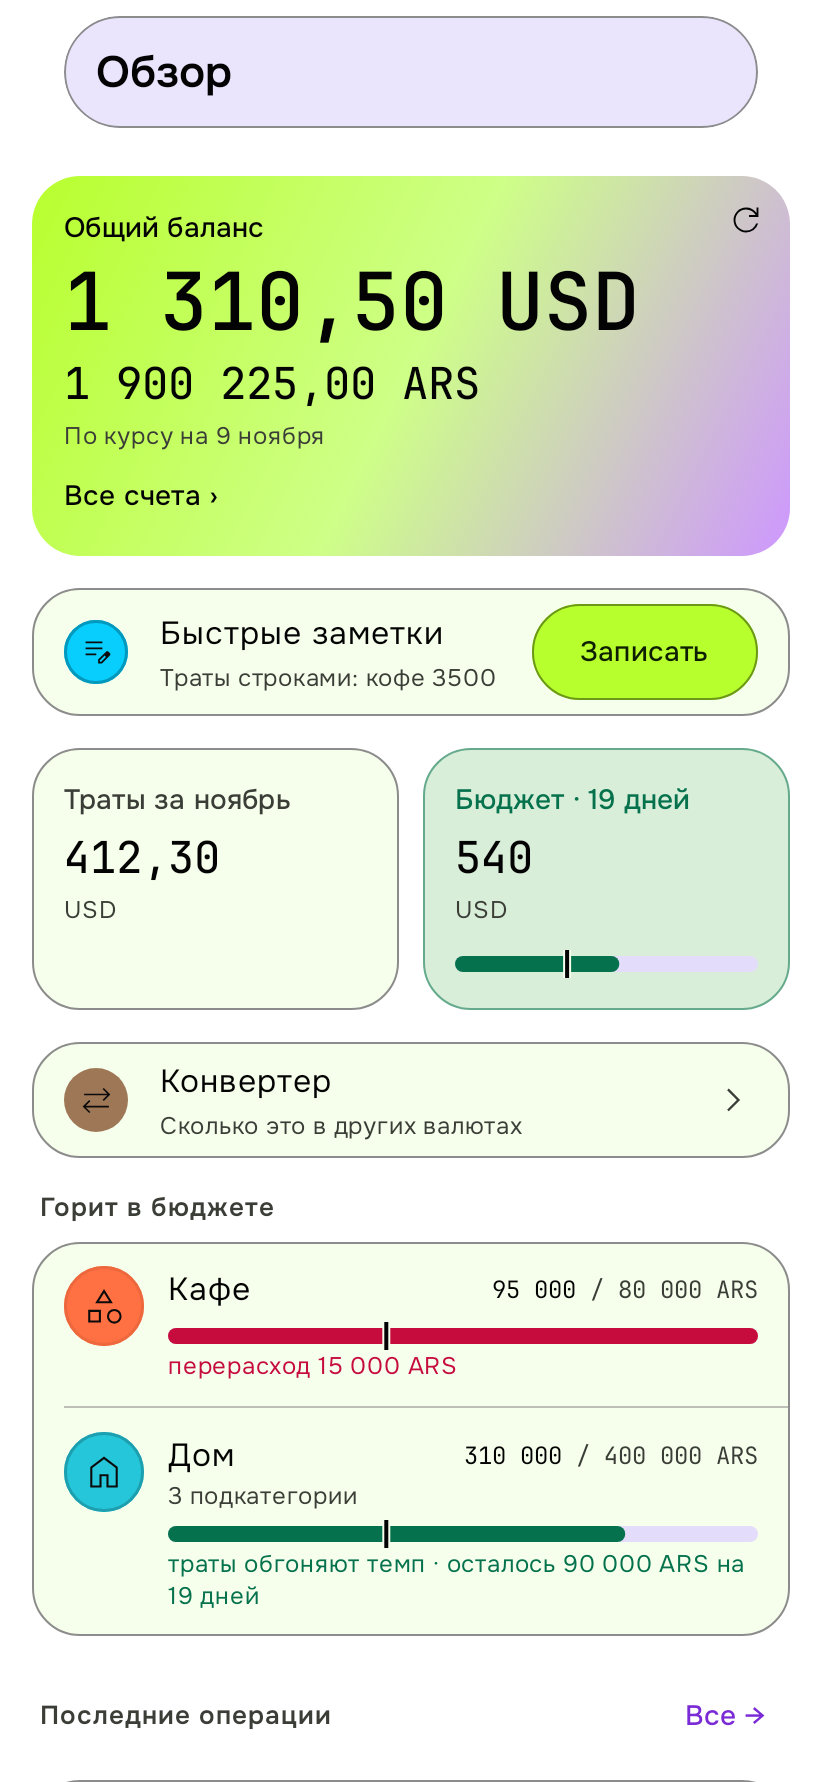 Обзор
Общий баланс
1 310,50 USD
1 900 225,00 ARS
По курсу на 9 ноября
Все счета ›
Быстрые заметки
Траты строками: кофе 3500
Записать
Траты за ноябрь
412,30
USD
Бюджет · 19 дней
540
USD
Конвертер
Сколько это в других валютах
Горит в бюджете
Кафе
95 000 / 80 000 ARS
перерасход 15 000 ARS
Дом
310 000 / 400 000 ARS
3 подкатегории
траты обгоняют темп · осталось 90 000 ARS на
19 дней
Последние операции
Все →